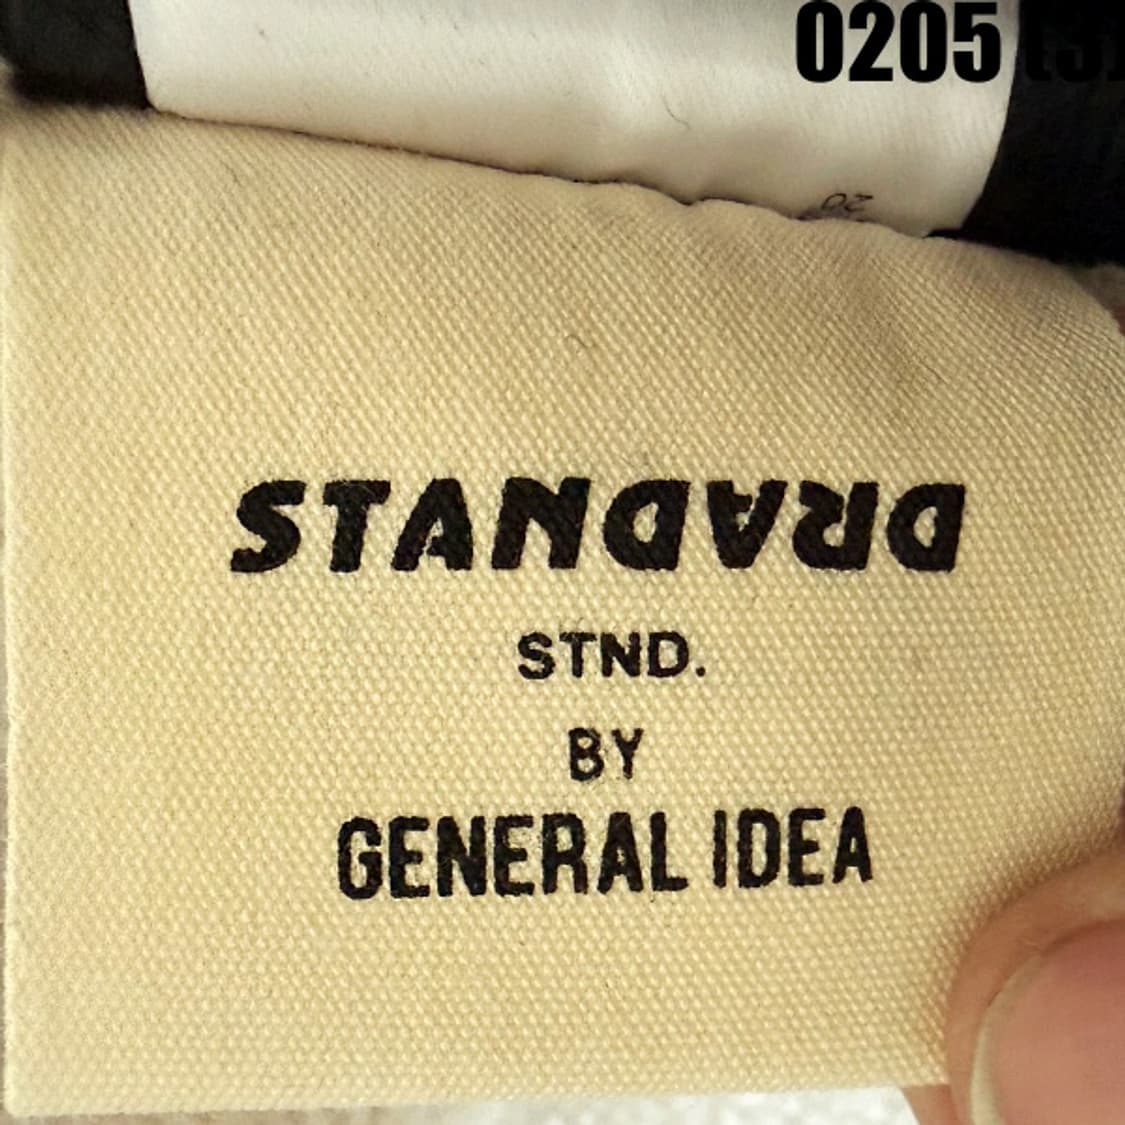 0205
STANDARD
STND.
BY
GENERAL IDEA